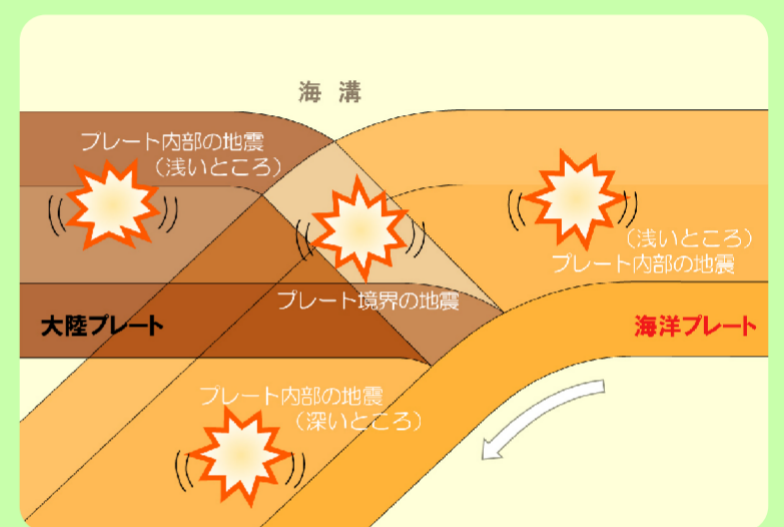 海溝
プレート内部の地震
（浅いところ）
（浅いところ）
プレート内部の地震
プレート境界の地震
大陸プレート
海洋プレート
プレート内部の地震
（深いところ）